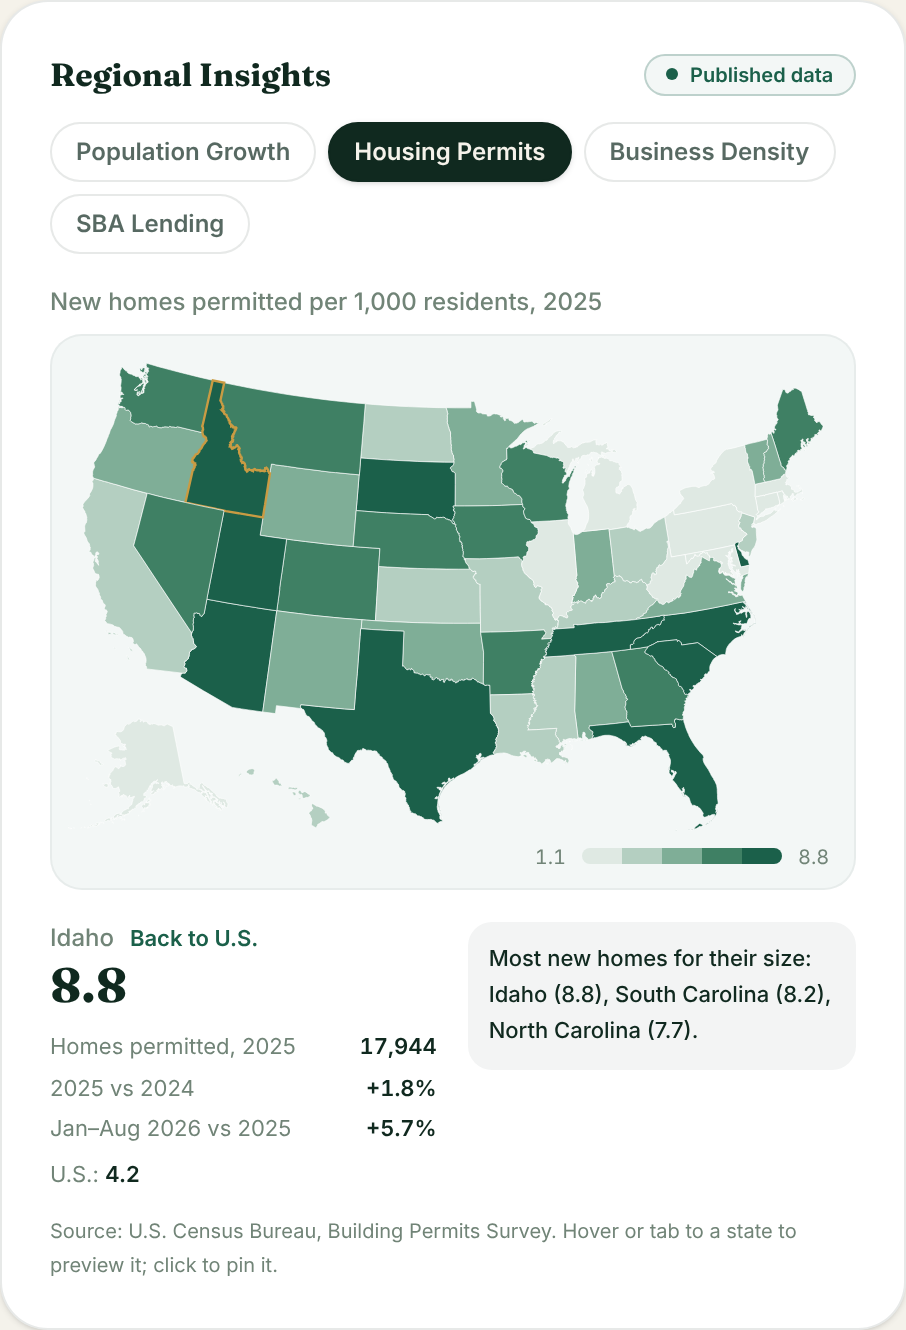 Regional Insights
Published data
Population Growth
Housing Permits
Business Density
SBA Lending
New homes permitted per 1,000 residents, 2025
1.1
8.8
Idaho Back to U.S.
8.8
Homes permitted, 2025 17,944
2025 vs 2024 +1.8%
Jan–Aug 2026 vs 2025 +5.7%
U.S.: 4.2
Most new homes for their size:
Idaho (8.8), South Carolina (8.2),
North Carolina (7.7).
Source: U.S. Census Bureau, Building Permits Survey. Hover or tab to a state to
preview it; click to pin it.